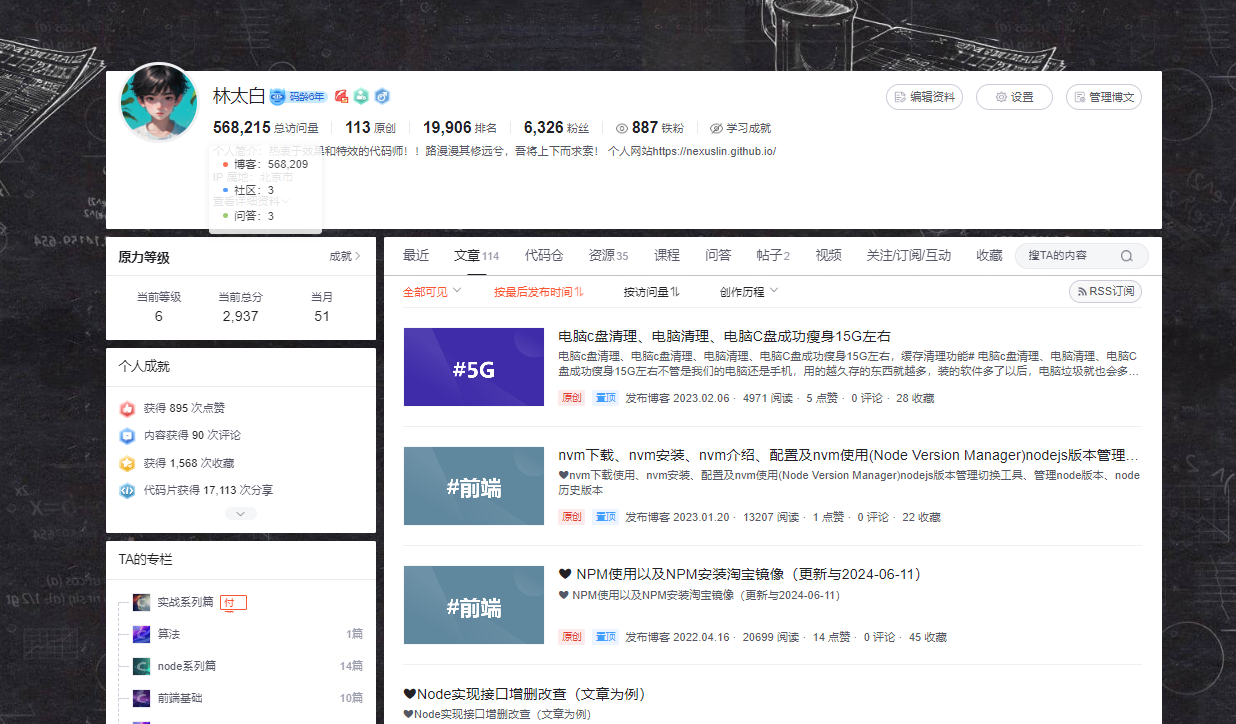 林太白 码龄6年
编辑资料 设置 管理博文
568,215 总访问量 113 原创 19,906 排名 6,326 粉丝 887 铁粉 学习成就
个人简介：热衷于效果和特效的代码师！！路漫漫其修远兮，吾将上下而求索！ 个人网站https://nexuslin.github.io/
博客：568,209
IP 属地：北京市
社区：3
查看详细资料
问答：3
原力等级 成就
当前等级 当前总分 当月
6 2,937 51
个人成就
获得 895 次点赞
内容获得 90 次评论
获得 1,568 次收藏
代码片获得 17,113 次分享
TA的专栏
实战系列篇 付
算法 1篇
node系列篇 14篇
前端基础 10篇
最近 文章 114 代码仓 资源 35 课程 问答 帖子 2 视频 关注/订阅/互动 收藏 搜TA的内容
全部可见 按最后发布时间 按访问量 创作历程 RSS订阅
#5G
电脑c盘清理、电脑清理、电脑C盘成功瘦身15G左右
电脑c盘清理、电脑c盘清理、电脑清理、电脑C盘成功瘦身15G左右，缓存清理功能# 电脑c盘清理、电脑清理、电脑C
盘成功瘦身15G左右不管是我们的电脑还是手机，用的越久存的东西就越多，装的软件多了以后，电脑垃圾就也会多...
原创 置顶 发布博客 2023.02.06 · 4971 阅读 · 5 点赞 · 0 评论 · 28 收藏
#前端
nvm下载、nvm安装、nvm介绍、配置及nvm使用(Node Version Manager)nodejs版本管理...
❤nvm下载使用、nvm安装、配置及nvm使用(Node Version Manager)nodejs版本管理切换工具、管理node版本、node
历史版本
原创 置顶 发布博客 2023.01.20 · 13207 阅读 · 1 点赞 · 0 评论 · 22 收藏
#前端
❤ NPM使用以及NPM安装淘宝镜像（更新与2024-06-11）
❤ NPM使用以及NPM安装淘宝镜像（更新与2024-06-11）
原创 置顶 发布博客 2022.04.16 · 20699 阅读 · 14 点赞 · 0 评论 · 45 收藏
❤Node实现接口增删改查（文章为例）
❤Node实现接口增删改查（文章为例）